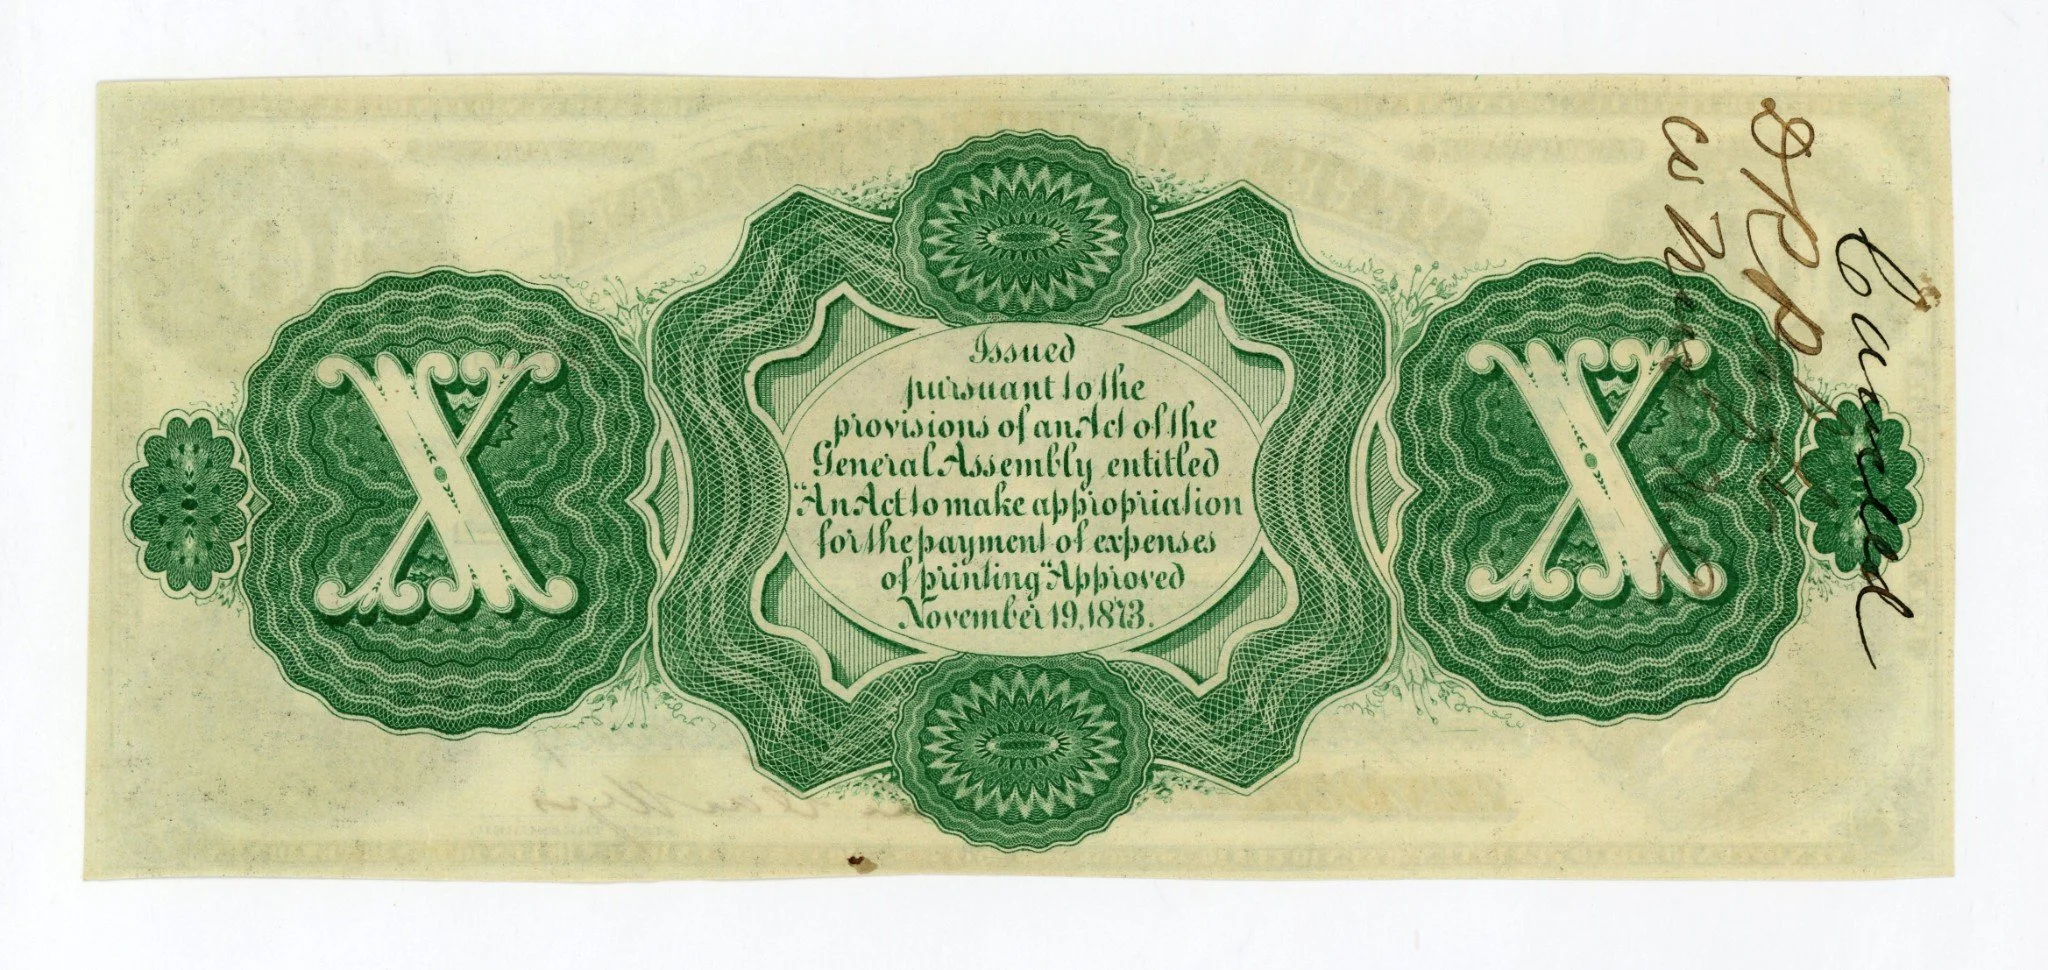 X
Issued
pursuant to the
provisions of an Act of the
General Assembly entitled
"An Act to make appropriation
for the payment of expenses
of printing" Approved
November 19, 1873.
X
Canceled